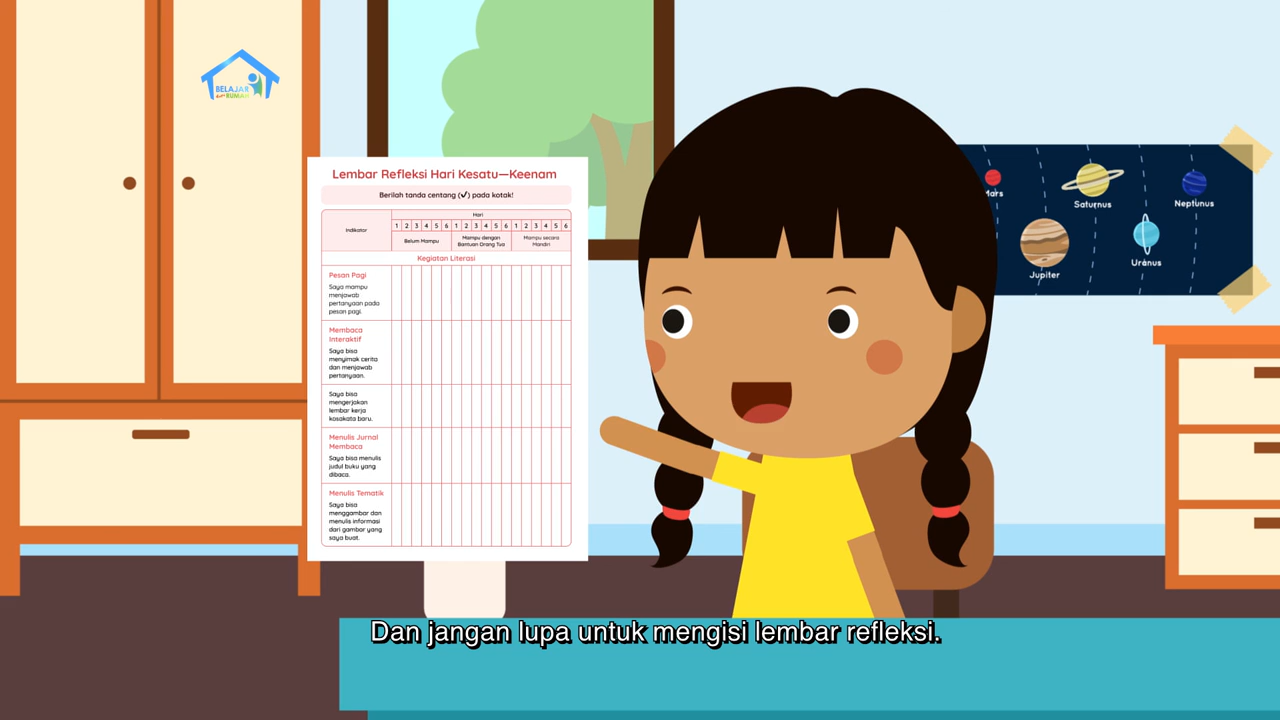 BELAJAR
dari RUMAH
Lembar Refleksi Hari Kesatu—Keenam
Berilah tanda centang (✓) pada kotak!
Indikator
Hari
1 2 3 4 5 6 1 2 3 4 5 6 1 2 3 4 5 6
Belum Mampu
Mampu dengan
Bantuan Orang Tua
Mampu secara
Mandiri
Kegiatan Literasi
Pesan Pagi
Saya mampu
menjawab
pertanyaan pada
pesan pagi.
Membaca
Interaktif
Saya bisa
menyimak cerita
dan menjawab
pertanyaan.
Saya bisa
mengerjakan
lembar kerja
kosakata baru.
Menulis Jurnal
Membaca
Saya bisa menulis
judul buku yang
dibaca.
Menulis Tematik
Saya bisa
menggambar dan
menulis informasi
dari gambar yang
saya buat.
Mars
Saturnus
Neptunus
Jupiter
Uranus
Dan jangan lupa untuk mengisi lembar refleksi.